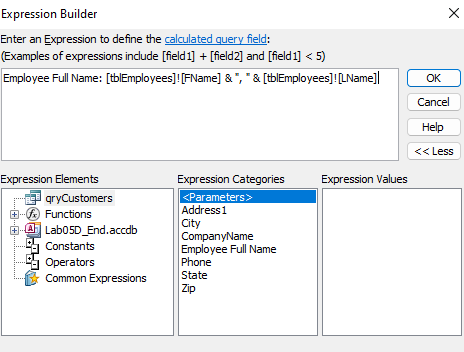 Expression Builder
Enter an Expression to define the calculated query field:
(Examples of expressions include [field1] + [field2] and [field1] < 5)
Employee Full Name: [tblEmployees]![FName] & ", " & [tblEmployees]![LName]
OK
Cancel
Help
<< Less
Expression Elements
qryCustomers
Functions
Lab05D_End.accdb
Constants
Operators
Common Expressions
Expression Categories
<Parameters>
Address1
City
CompanyName
Employee Full Name
Phone
State
Zip
Expression Values